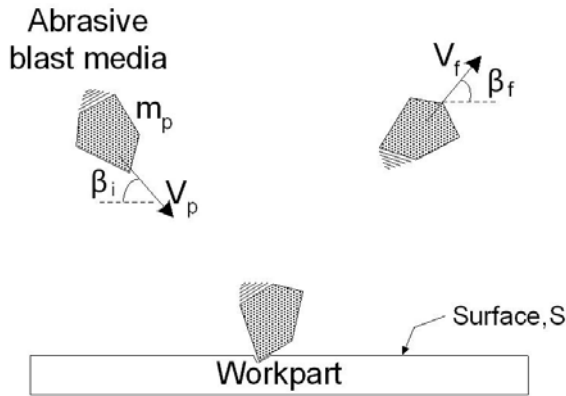 Abrasive
blast media
m_p
β_i
V_p
V_f
β_f
Surface,S
Workpart